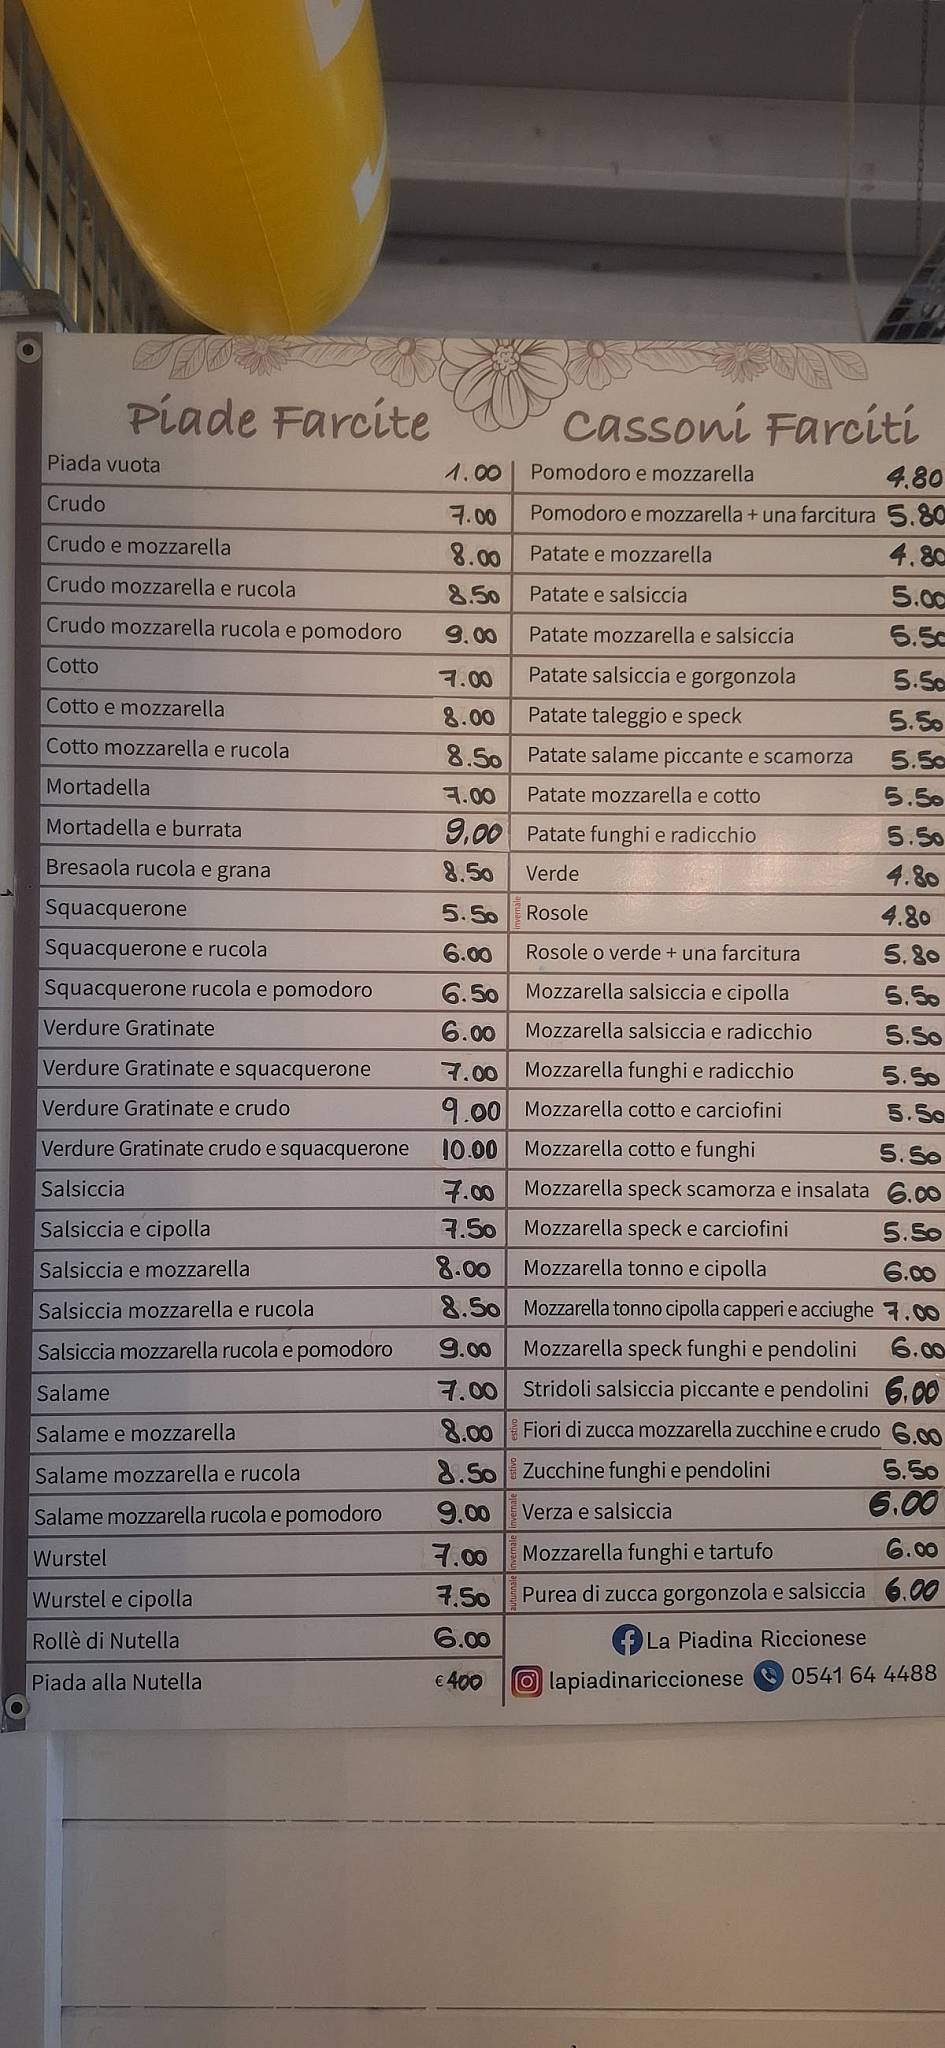 Piade Farcite
Piada vuota 1.00
Crudo 7.00
Crudo e mozzarella 8.00
Crudo mozzarella e rucola 8.50
Crudo mozzarella rucola e pomodoro 9.00
Cotto 7.00
Cotto e mozzarella 8.00
Cotto mozzarella e rucola 8.50
Mortadella 7.00
Mortadella e burrata 9.00
Bresaola rucola e grana 8.50
Squacquerone 5.50
Squacquerone e rucola 6.00
Squacquerone rucola e pomodoro 6.50
Verdure Gratinate 6.00
Verdure Gratinate e squacquerone 7.00
Verdure Gratinate e crudo 9.00
Verdure Gratinate crudo e squacquerone 10.00
Salsiccia 7.00
Salsiccia e cipolla 7.50
Salsiccia e mozzarella 8.00
Salsiccia mozzarella e rucola 8.50
Salsiccia mozzarella rucola e pomodoro 9.00
Salame 7.00
Salame e mozzarella 8.00
Salame mozzarella e rucola 8.50
Salame mozzarella rucola e pomodoro 9.00
Wurstel 7.00
Wurstel e cipolla 7.50
Rollè di Nutella 6.00
Piada alla Nutella € 400
Cassoni Farciti
Pomodoro e mozzarella 4.80
Pomodoro e mozzarella + una farcitura 5.80
Patate e mozzarella 4.80
Patate e salsiccia 5.00
Patate mozzarella e salsiccia 5.50
Patate salsiccia e gorgonzola 5.50
Patate taleggio e speck 5.50
Patate salame piccante e scamorza 5.50
Patate mozzarella e cotto 5.50
Patate funghi e radicchio 5.50
Verde 4.80
invernale Rosole 4.80
Rosole o verde + una farcitura 5.80
Mozzarella salsiccia e cipolla 5.50
Mozzarella salsiccia e radicchio 5.50
Mozzarella funghi e radicchio 5.50
Mozzarella cotto e carciofini 5.50
Mozzarella cotto e funghi 5.50
Mozzarella speck scamorza e insalata 6.00
Mozzarella speck e carciofini 5.50
Mozzarella tonno e cipolla 6.00
Mozzarella tonno cipolla capperi e acciughe 7.00
Mozzarella speck funghi e pendolini 6.00
Stridoli salsiccia piccante e pendolini 6.00
estivo Fiori di zucca mozzarella zucchine e crudo 6.00
estivo Zucchine funghi e pendolini 5.50
invernale Verza e salsiccia 6.00
invernale Mozzarella funghi e tartufo 6.00
autunnale Purea di zucca gorgonzola e salsiccia 6.00
La Piadina Riccionese
lapiadinariccionese 0541 64 4488